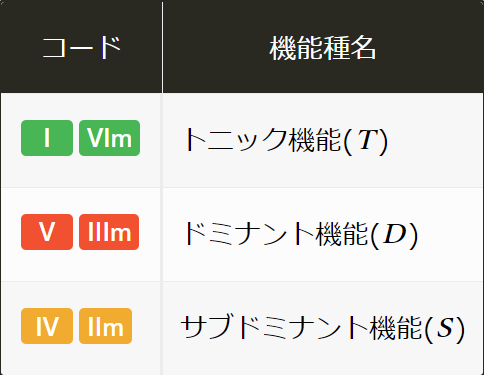 コード 機能種名
I VIm トニック機能(T)
V IIIm ドミナント機能(D)
IV IIm サブドミナント機能(S)